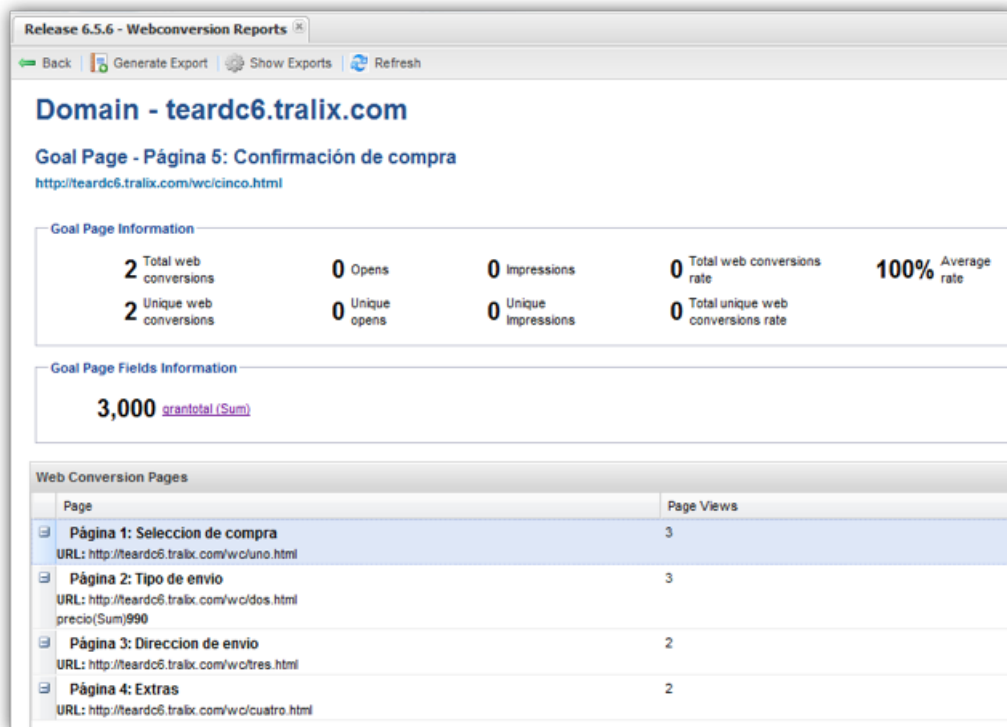 Release 6.5.6 - Webconversion Reports
Back Generate Export Show Exports Refresh
Domain - teardc6.tralix.com
Goal Page - Página 5: Confirmación de compra
http://teardc6.tralix.com/wc/cinco.html
Goal Page Information
2 Total web conversions 0 Opens 0 Impressions 0 Total web conversions rate 100% Average rate
2 Unique web conversions 0 Unique opens 0 Unique Impressions 0 Total unique web conversions rate
Goal Page Fields Information
3,000 grantotal (Sum)
Web Conversion Pages
Page Page Views
Página 1: Seleccion de compra 3
URL: http://teardc6.tralix.com/wc/uno.html
Página 2: Tipo de envio 3
URL: http://teardc6.tralix.com/wc/dos.html
precio(Sum)990
Página 3: Direccion de envio 2
URL: http://teardc6.tralix.com/wc/tres.html
Página 4: Extras 2
URL: http://teardc6.tralix.com/wc/cuatro.html